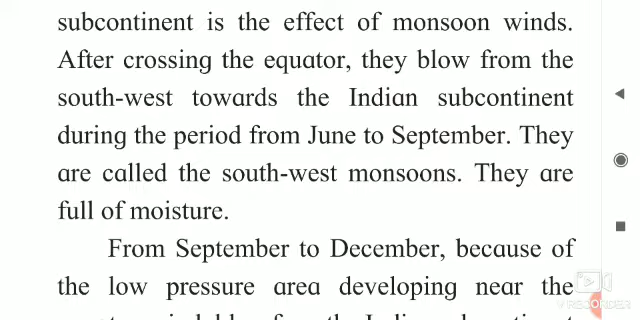 subcontinent is the effect of monsoon winds.
After crossing the equator, they blow from the
south-west towards the Indian subcontinent
during the period from June to September. They
are called the south-west monsoons. They are
full of moisture.
From September to December, because of
the low pressure area developing near the
RECORDER